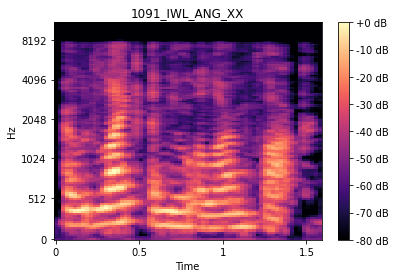 1091_IWL_ANG_XX
+0 dB
8192
-10 dB
4096
-20 dB
-30 dB
2048
Hz
-40 dB
1024
-50 dB
512
-60 dB
-70 dB
0
-80 dB
0
0.5
1
1.5
Time